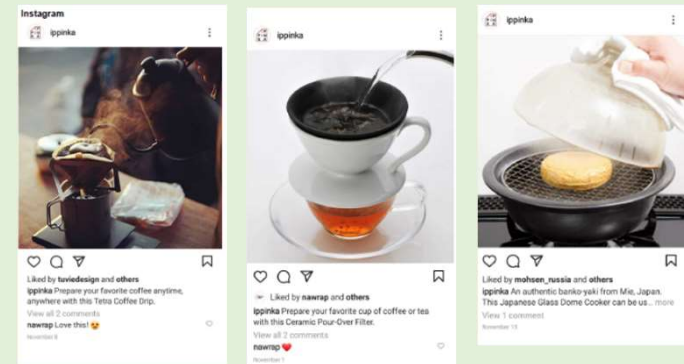 Instagram
ippinka
Liked by tuviedesign and others
ippinka Prepare your favorite coffee anytime,
anywhere with this Tetra Coffee Drip.
View all 2 comments
nawrap Love this! 😍
November 8
ippinka
Liked by nawrap and others
ippinka Prepare your favorite cup of coffee or tea
with this Ceramic Pour-Over Filter.
View all 2 comments
nawrap ❤️
November 1
ippinka
Liked by mohsen_russia and others
ippinka An authentic banko-yaki from Mie, Japan.
This Japanese Glass Dome Cooker can be us... more
View 1 comment